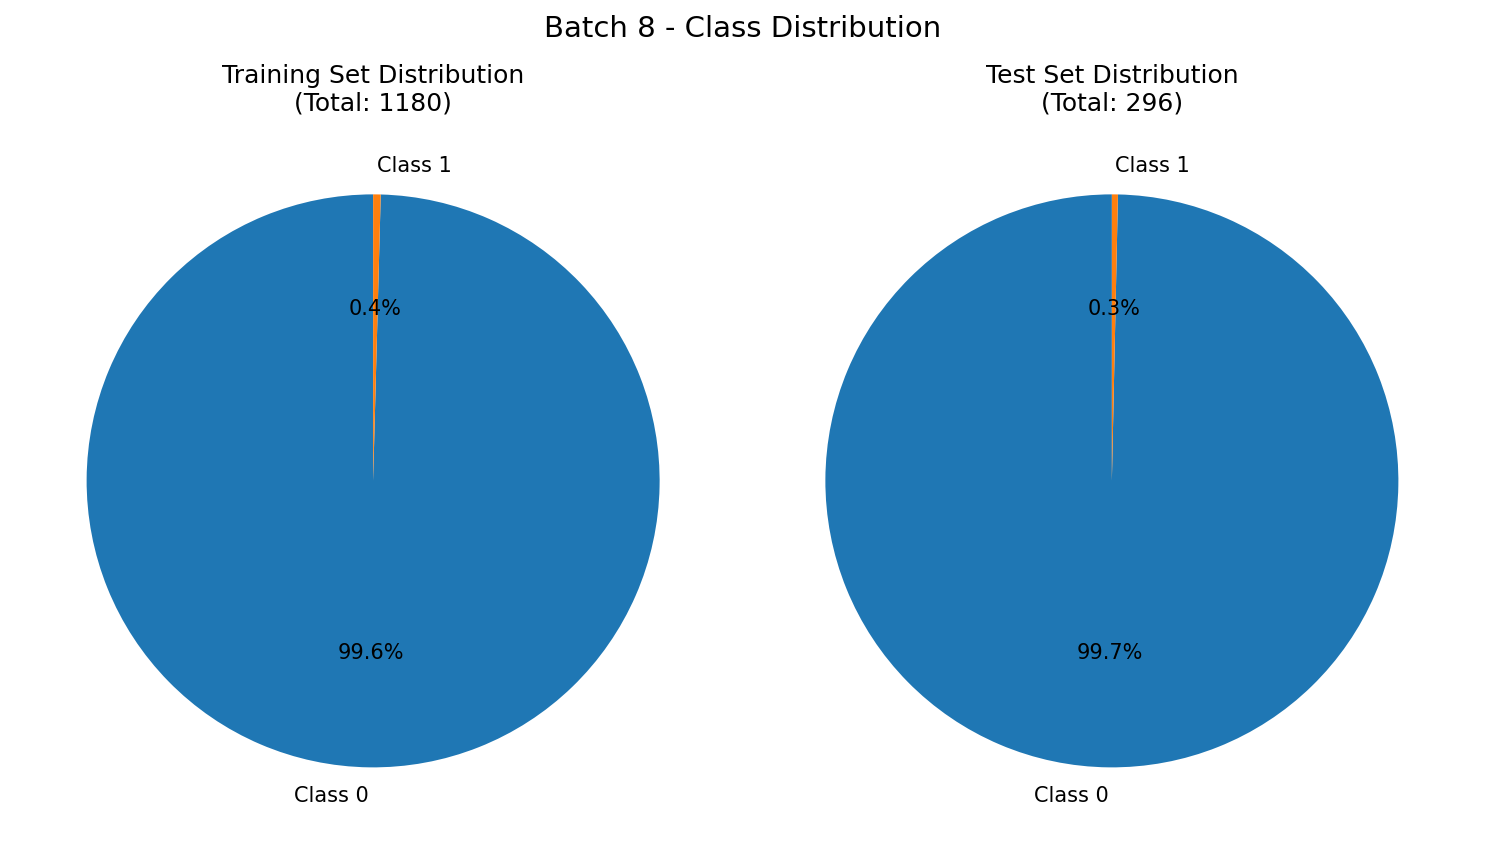 Batch 8 - Class Distribution
Training Set Distribution
(Total: 1180)
Class 1
0.4%
99.6%
Class 0
Test Set Distribution
(Total: 296)
Class 1
0.3%
99.7%
Class 0